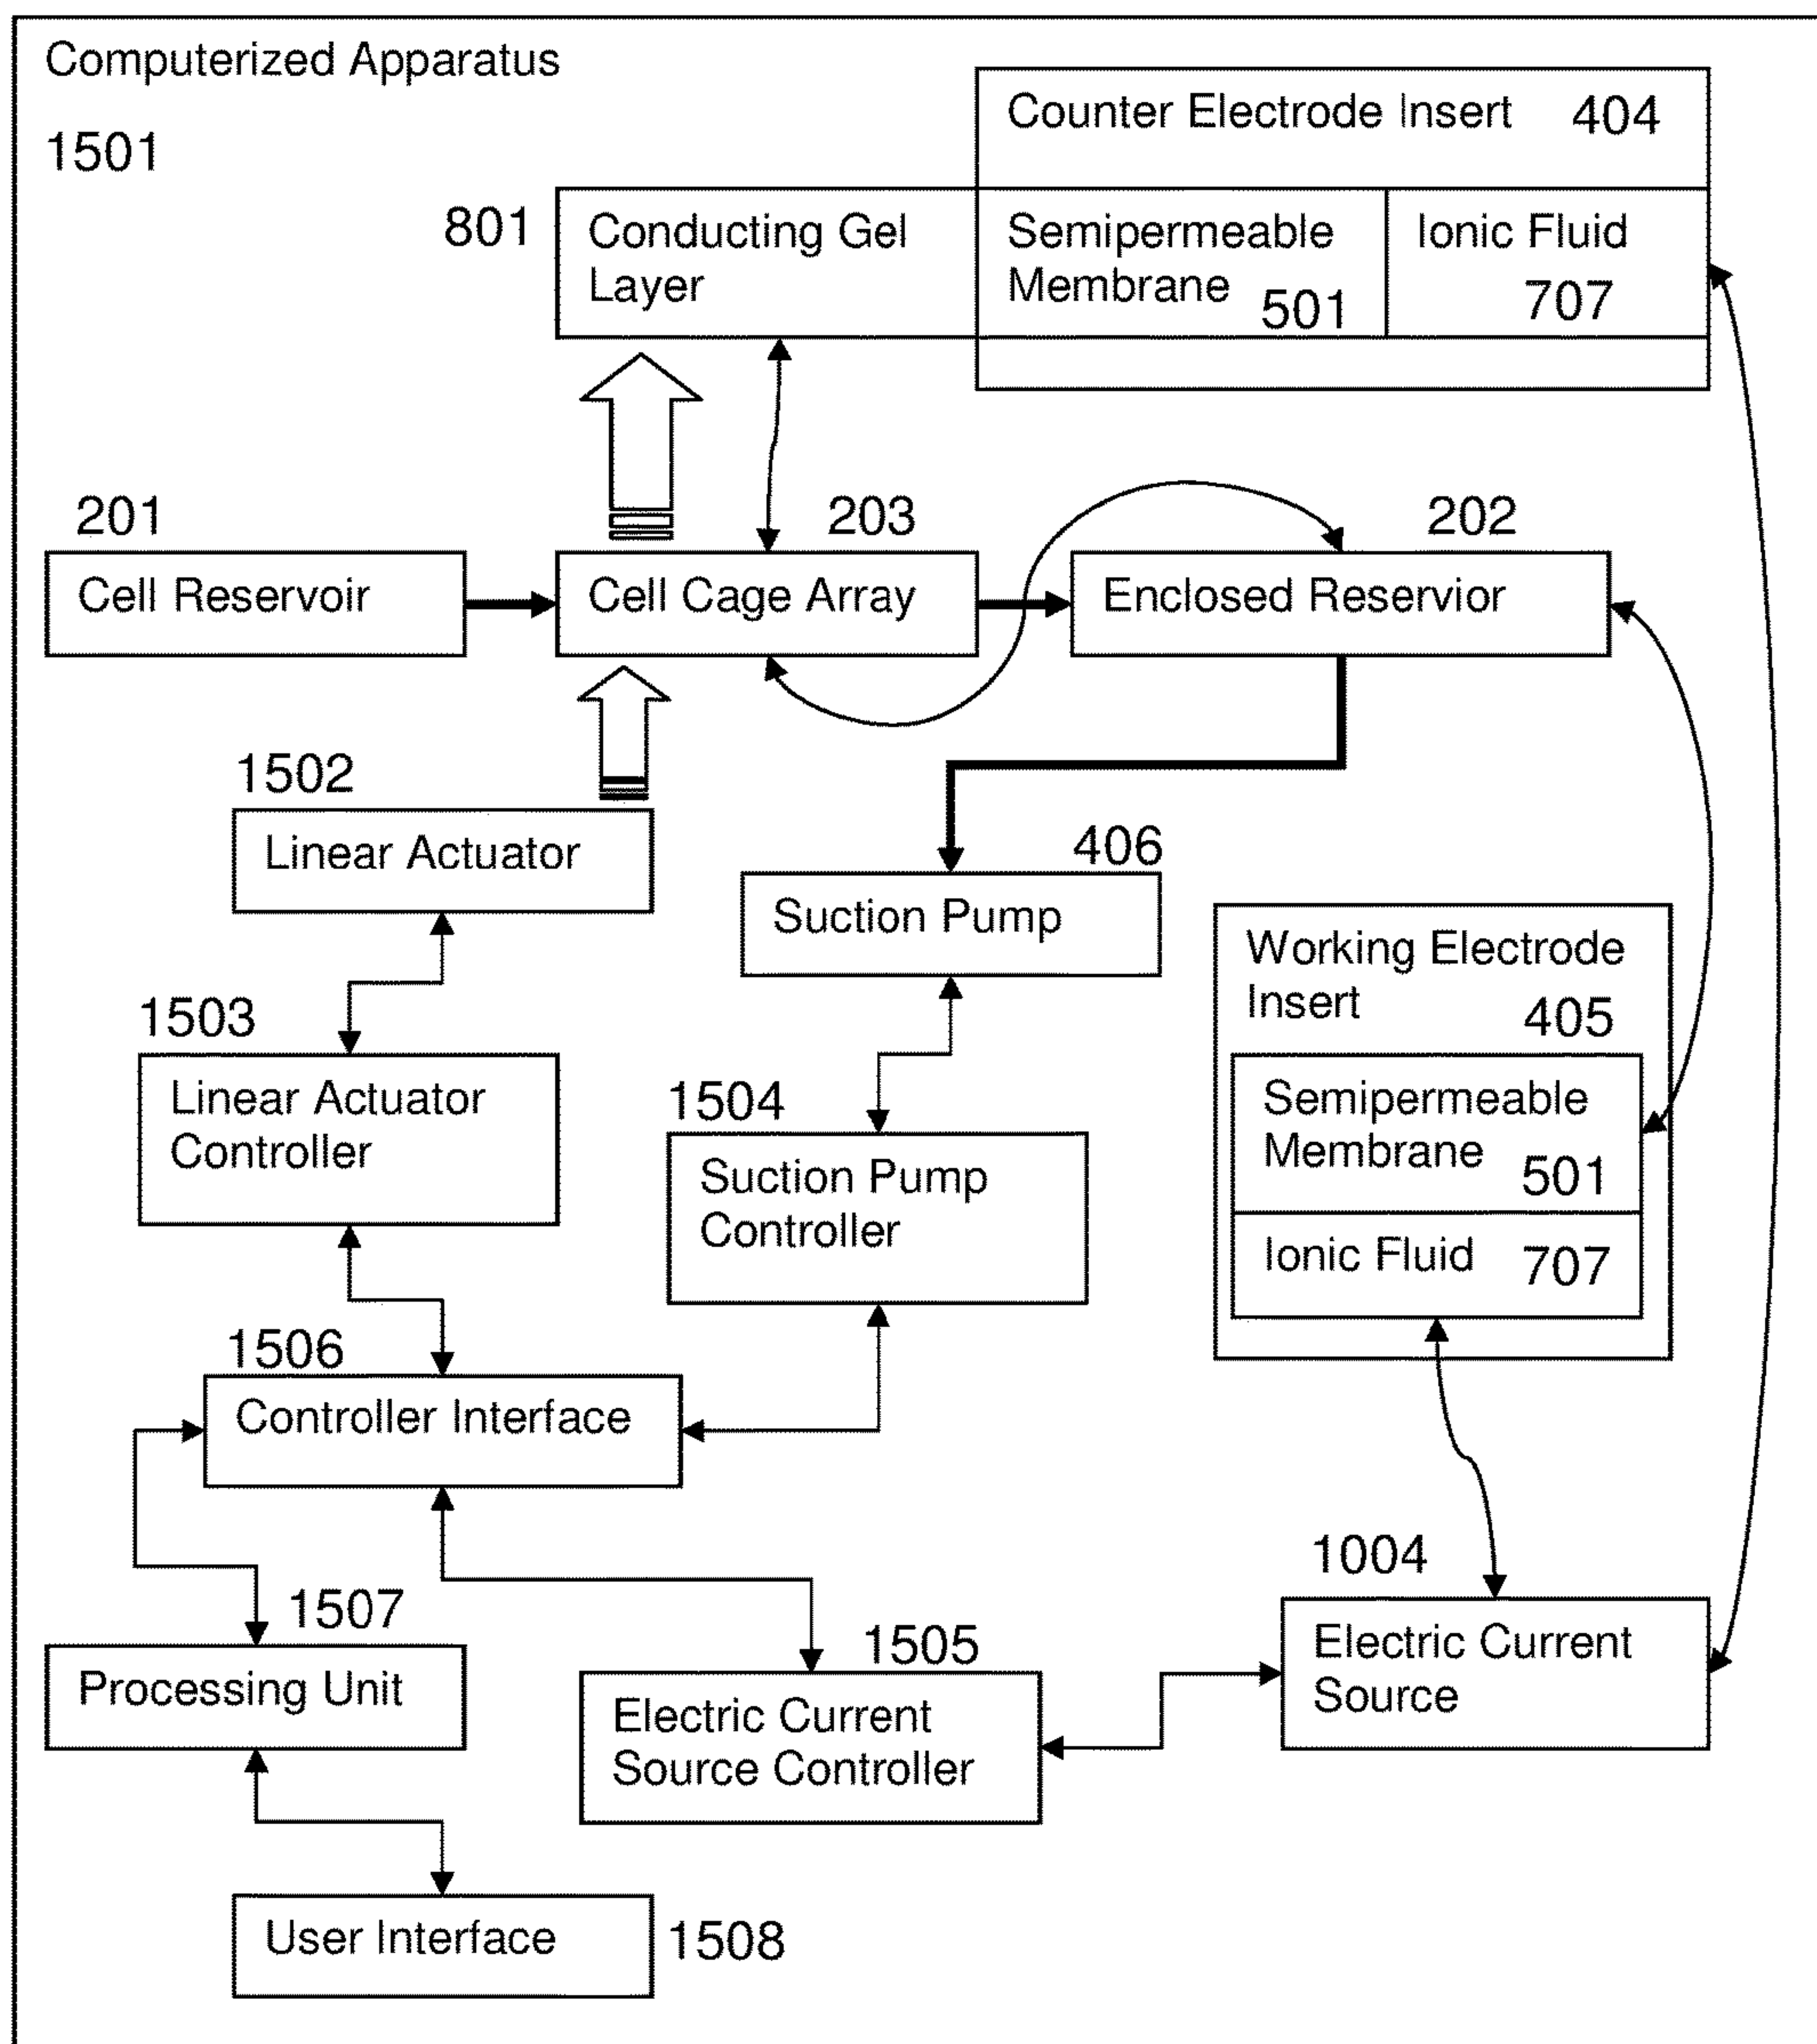 Computerized Apparatus
1501
Counter Electrode Insert 404
801
Conducting Gel
Layer
Semipermeable
Membrane 501
Ionic Fluid
707
201
203
202
Cell Reservoir
Cell Cage Array
Enclosed Reservior
1502
Linear Actuator
406
Suction Pump
Working Electrode
Insert
405
1503
Linear Actuator
Controller
1504
Suction Pump
Controller
Semipermeable
Membrane 501
Ionic Fluid 707
1506
Controller Interface
1004
Electric Current
Source
1507
Processing Unit
1505
Electric Current
Source Controller
User Interface
1508